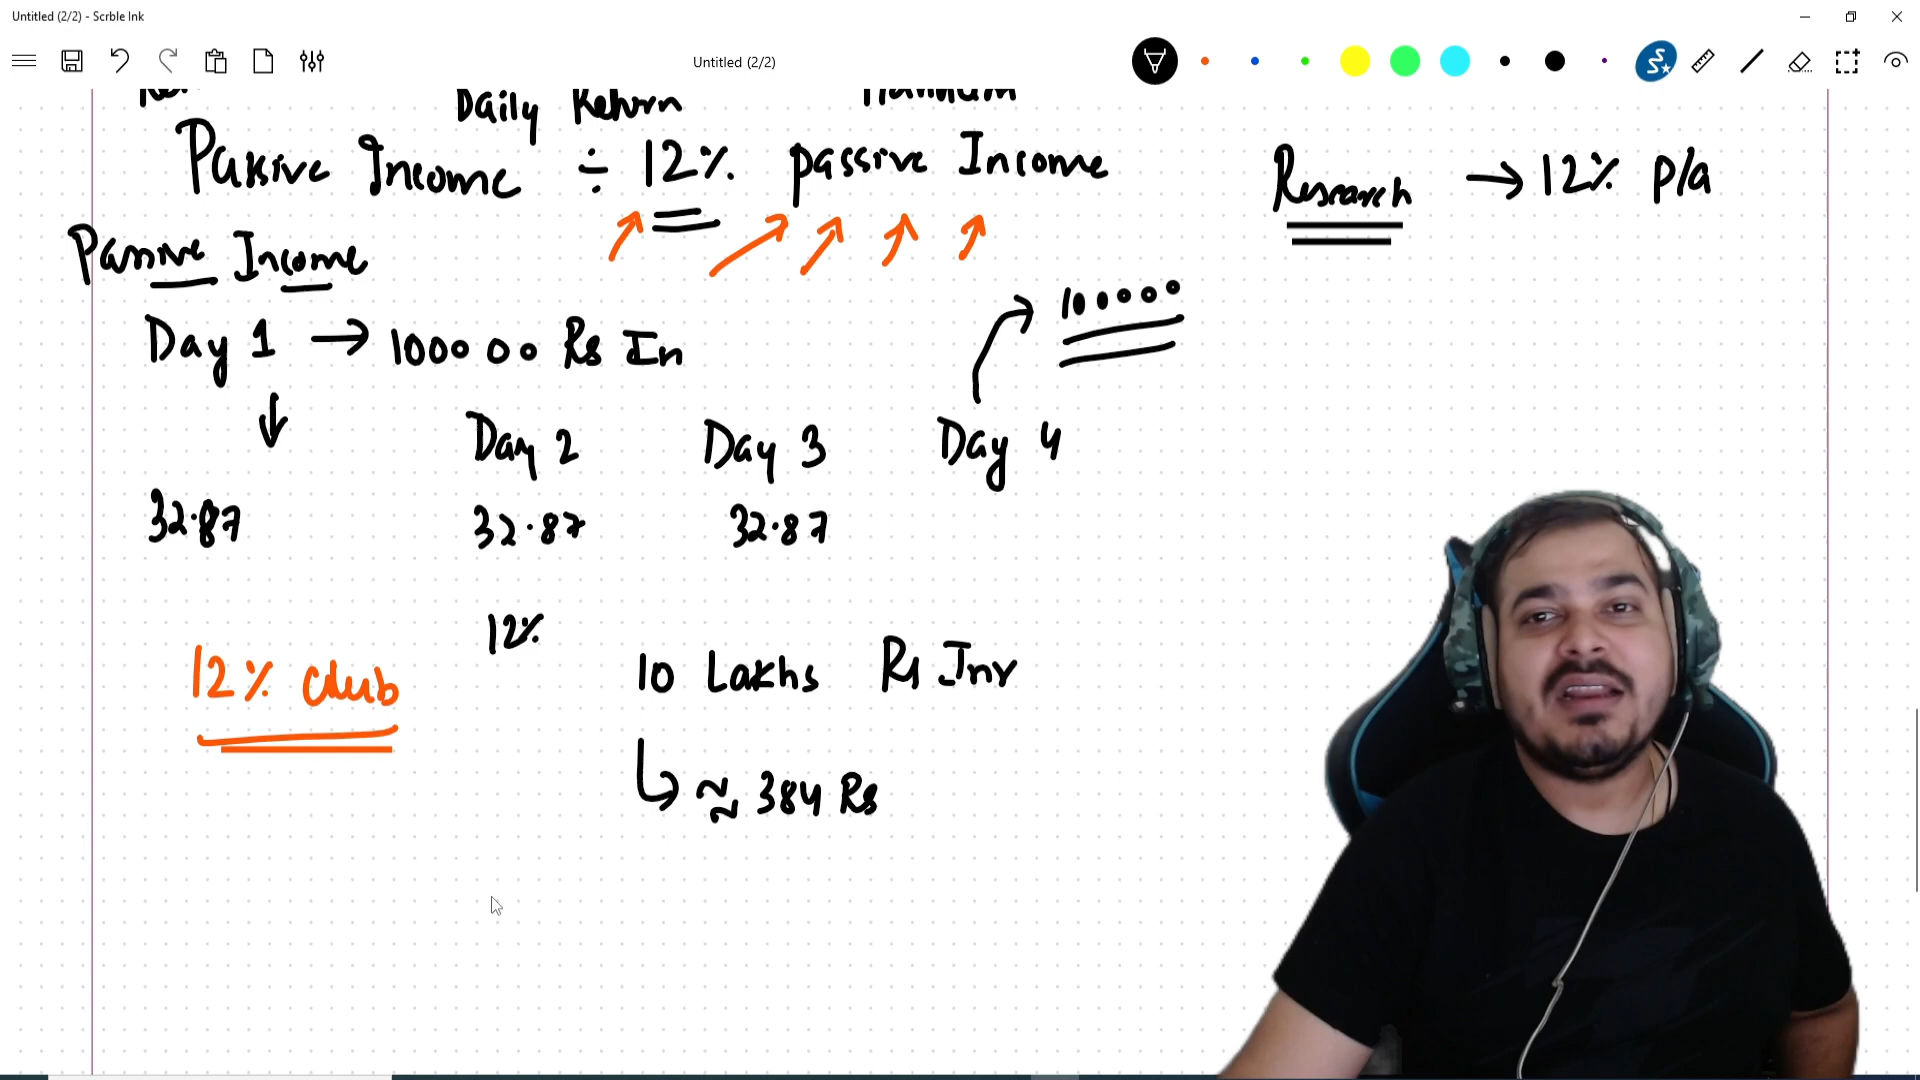 Untitled (2/2) - Scrble Ink
Untitled (2/2)
Daily Return
Passive Income ÷ 12% passive Income
Research → 12% p/a
Passive Income
100000
Day 1 → 100000 Rs In
Day 2 Day 3 Day 4
32.87 32.87 32.87
12%
12% Club
10 Lakhs Rs Inv
≈ 384 Rs